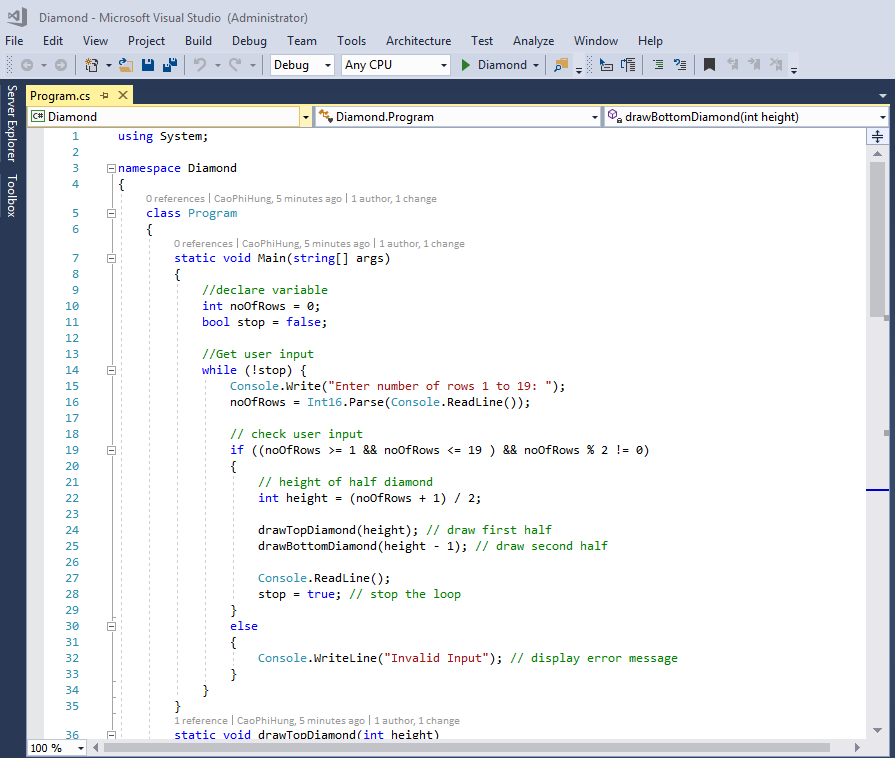 Diamond - Microsoft Visual Studio (Administrator)
File Edit View Project Build Debug Team Tools Architecture Test Analyze Window Help
Debug Any CPU Diamond
Server Explorer
Toolbox
Program.cs
C# Diamond Diamond.Program drawBottomDiamond(int height)
1 using System;
2
3 namespace Diamond
4 {
0 references | CaoPhiHung, 5 minutes ago | 1 author, 1 change
5 class Program
6 {
0 references | CaoPhiHung, 5 minutes ago | 1 author, 1 change
7 static void Main(string[] args)
8 {
9 //declare variable
10 int noOfRows = 0;
11 bool stop = false;
12
13 //Get user input
14 while (!stop) {
15 Console.Write("Enter number of rows 1 to 19: ");
16 noOfRows = Int16.Parse(Console.ReadLine());
17
18 // check user input
19 if ((noOfRows >= 1 && noOfRows <= 19 ) && noOfRows % 2 != 0)
20 {
21 // height of half diamond
22 int height = (noOfRows + 1) / 2;
23
24 drawTopDiamond(height); // draw first half
25 drawBottomDiamond(height - 1); // draw second half
26
27 Console.ReadLine();
28 stop = true; // stop the loop
29 }
30 else
31 {
32 Console.WriteLine("Invalid Input"); // display error message
33 }
34 }
35 }
1 reference | CaoPhiHung, 5 minutes ago | 1 author, 1 change
36 static void drawTopDiamond(int height)
100 %